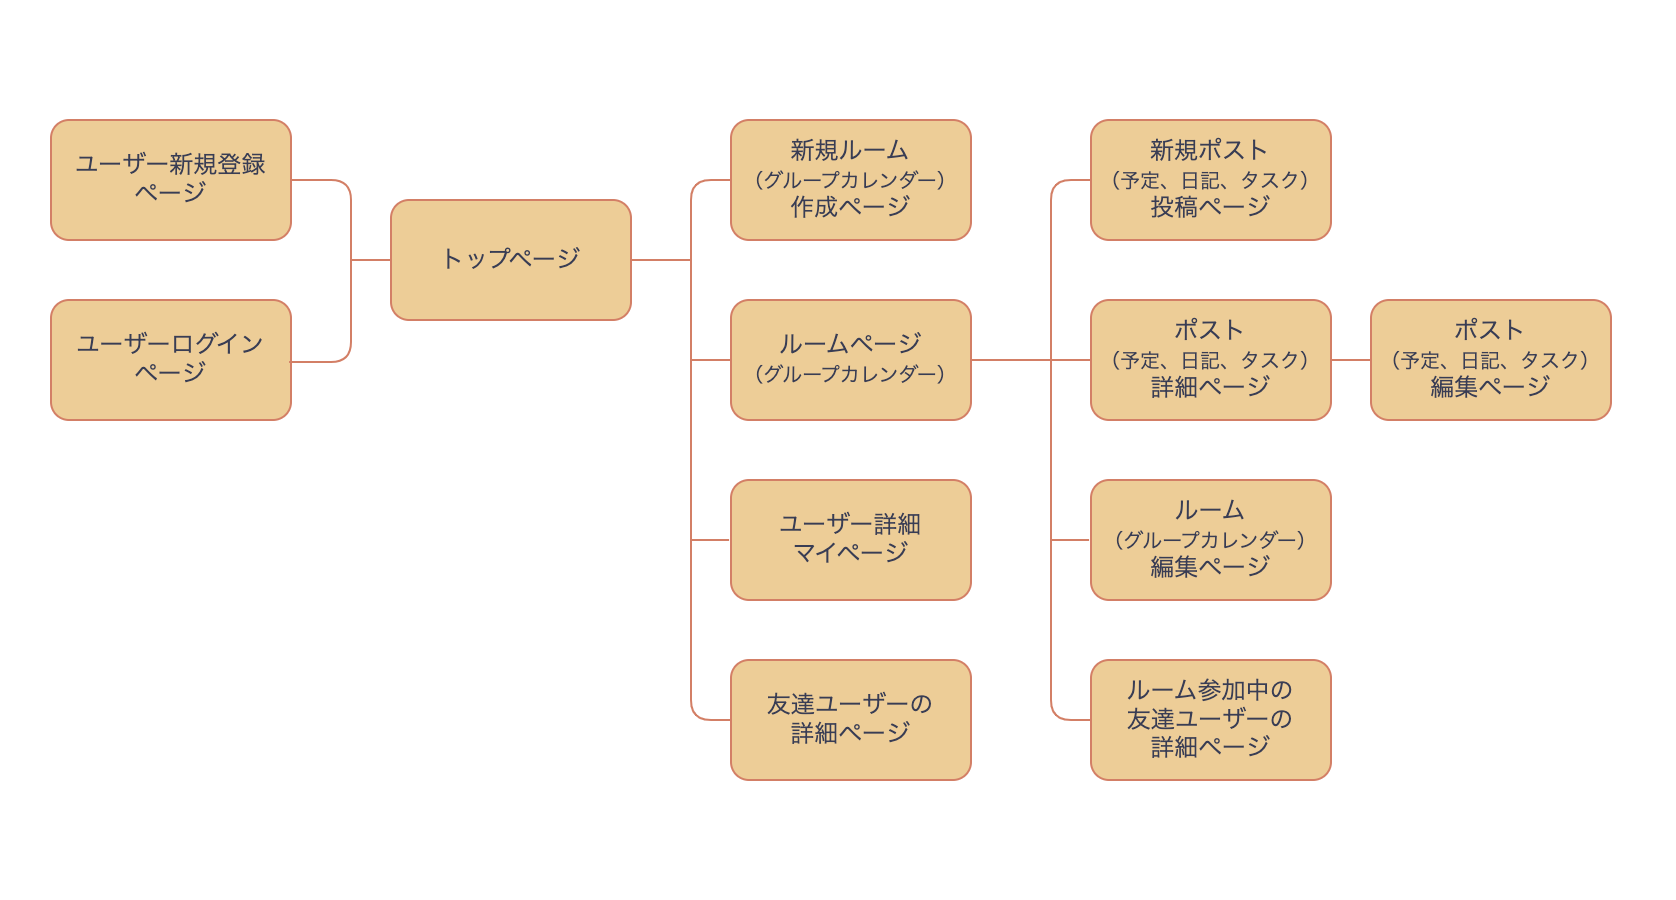 ユーザー新規登録
ページ
ユーザーログイン
ページ
トップページ
新規ルーム
（グループカレンダー）
作成ページ
ルームページ
（グループカレンダー）
ユーザー詳細
マイページ
友達ユーザーの
詳細ページ
新規ポスト
（予定、日記、タスク）
投稿ページ
ポスト
（予定、日記、タスク）
詳細ページ
ルーム
（グループカレンダー）
編集ページ
ルーム参加中の
友達ユーザーの
詳細ページ
ポスト
（予定、日記、タスク）
編集ページ